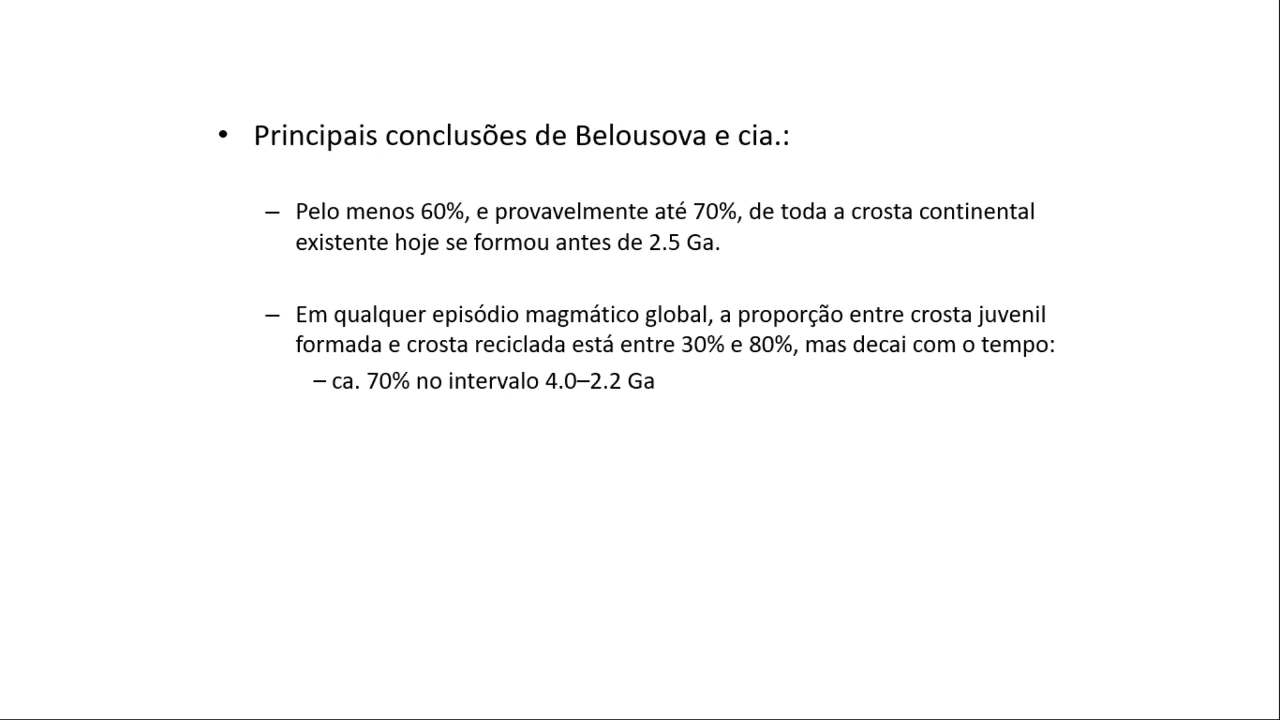 • Principais conclusões de Belousova e cia.:
– Pelo menos 60%, e provavelmente até 70%, de toda a crosta continental
existente hoje se formou antes de 2.5 Ga.
– Em qualquer episódio magmático global, a proporção entre crosta juvenil
formada e crosta reciclada está entre 30% e 80%, mas decai com o tempo:
– ca. 70% no intervalo 4.0–2.2 Ga